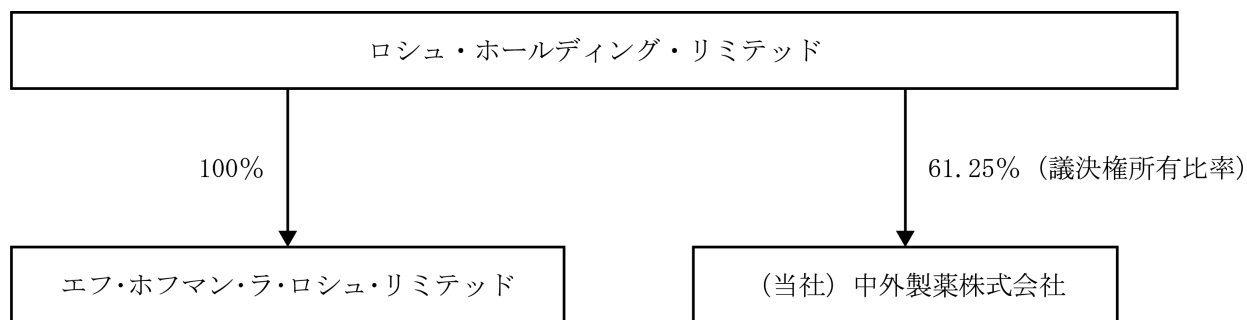 ロシュ・ホールディング・リミテッド
100%
61.25%（議決権所有比率）
エフ・ホフマン・ラ・ロシュ・リミテッド
（当社）中外製薬株式会社